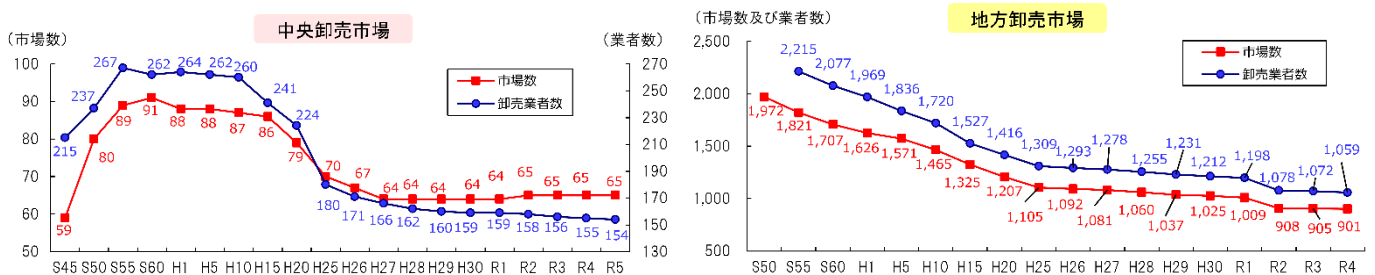 中央卸売市場
(市場数)
(業者数)
100
90
80
70
60
50
270
250
230
210
190
170
150
130
市場数
卸売業者数
215 237 267 262 264 262 260 241 224 180 171 166 162 160 159 159 158 156 155 154
59 80 89 91 88 88 87 86 79 70 67 64 64 64 64 64 65 65 65 65
S45 S50 S55 S60 H1 H5 H10 H15 H20 H25 H26 H27 H28 H29 H30 R1 R2 R3 R4 R5
地方卸売市場
(市場数及び業者数)
2,500
2,000
1,500
1,000
500
市場数
卸売業者数
2,215 2,077 1,969 1,836 1,720 1,527 1,416 1,309 1,293 1,278 1,255 1,231 1,212 1,198 1,078 1,072 1,059
1,972 1,821 1,707 1,626 1,571 1,465 1,325 1,207 1,105 1,092 1,081 1,060 1,037 1,025 1,009 908 905 901
S50 S55 S60 H1 H5 H10 H15 H20 H25 H26 H27 H28 H29 H30 R1 R2 R3 R4